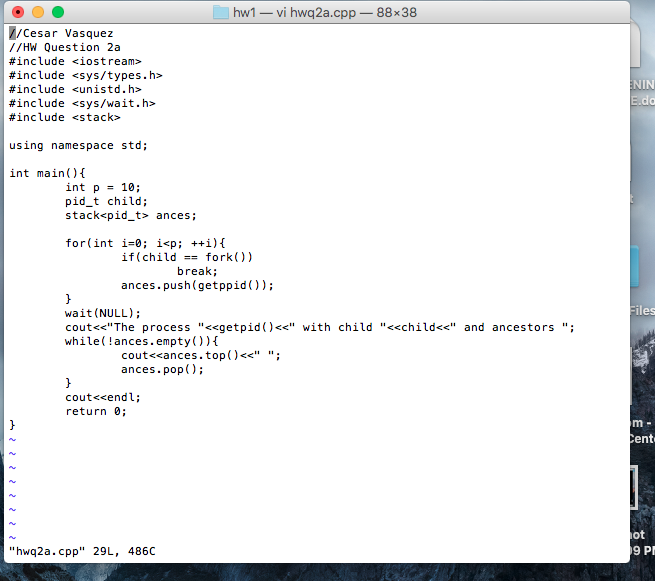 hw1 — vi hwq2a.cpp — 88×38
//Cesar Vasquez
//HW Question 2a
#include <iostream>
#include <sys/types.h>
#include <unistd.h>
#include <sys/wait.h>
#include <stack>
using namespace std;
int main(){
        int p = 10;
        pid_t child;
        stack<pid_t> ances;
        for(int i=0; i<p; ++i){
                if(child == fork())
                        break;
                ances.push(getppid());
        }
        wait(NULL);
        cout<<"The process "<<getpid()<<" with child "<<child<<" and ancestors ";
        while(!ances.empty()){
                cout<<ances.top()<<" ";
                ances.pop();
        }
        cout<<endl;
        return 0;
}
~
~
~
~
~
~
~
~
"hwq2a.cpp" 29L, 486C
ENIN
E.do
t
Files
om -
Cente
not
09 PM